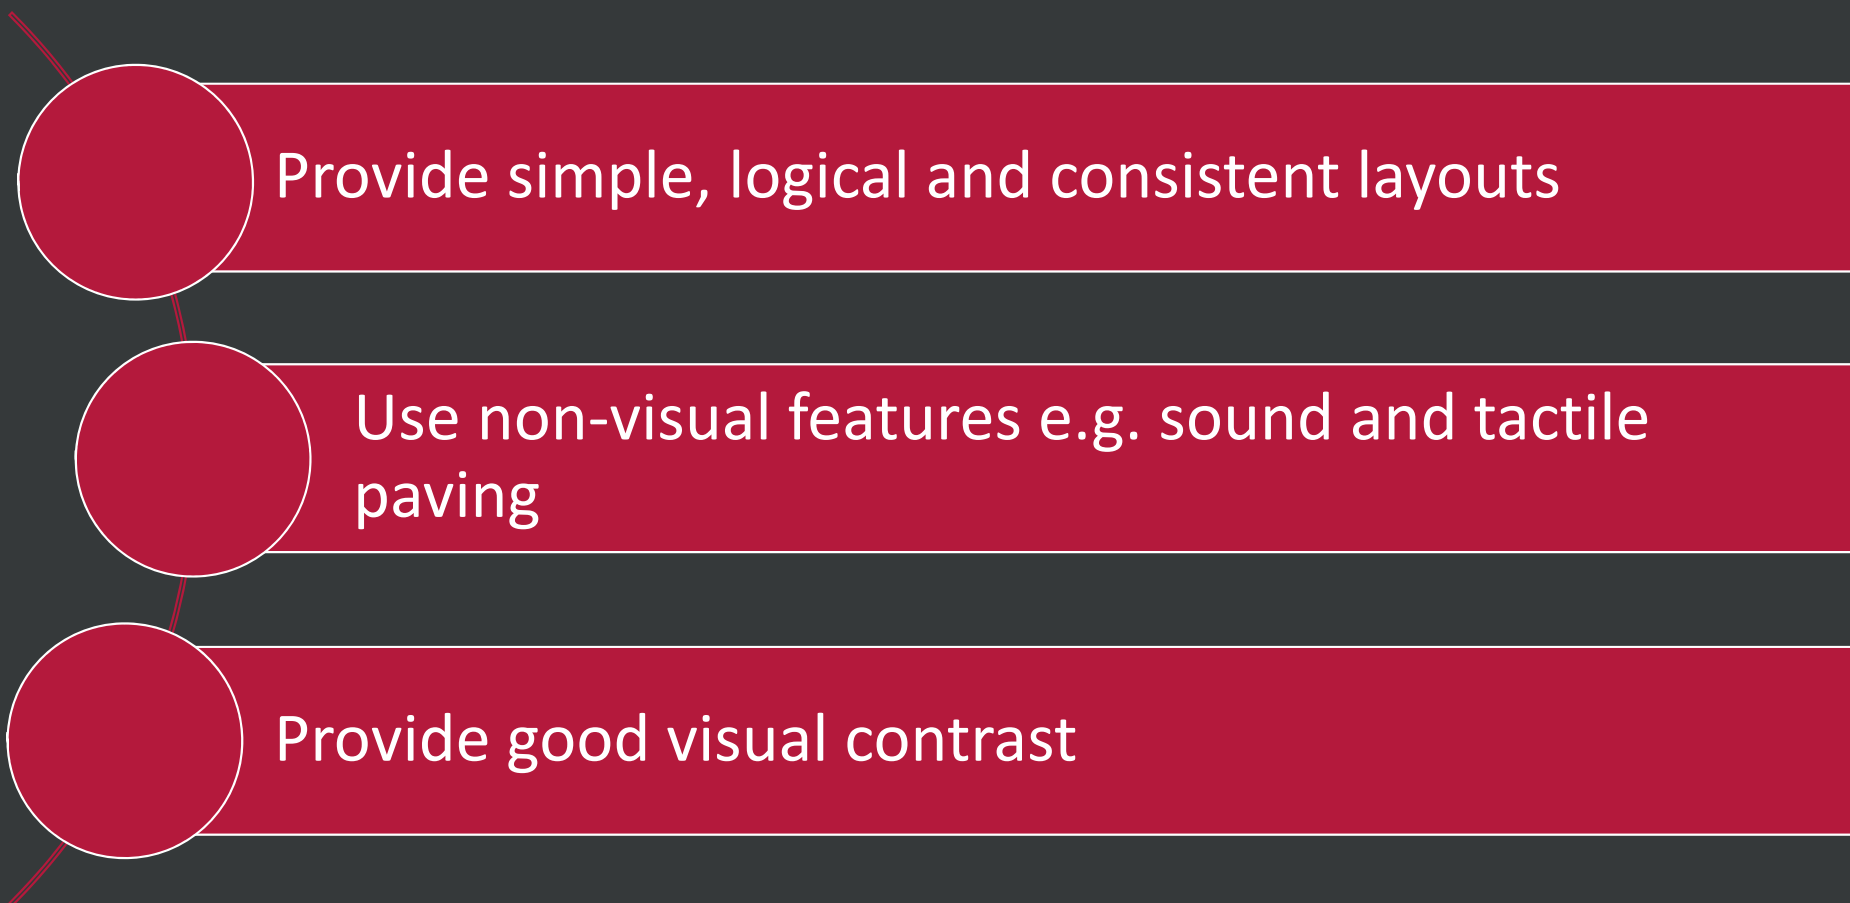 Provide simple, logical and consistent layouts
Use non-visual features e.g. sound and tactile
paving
Provide good visual contrast